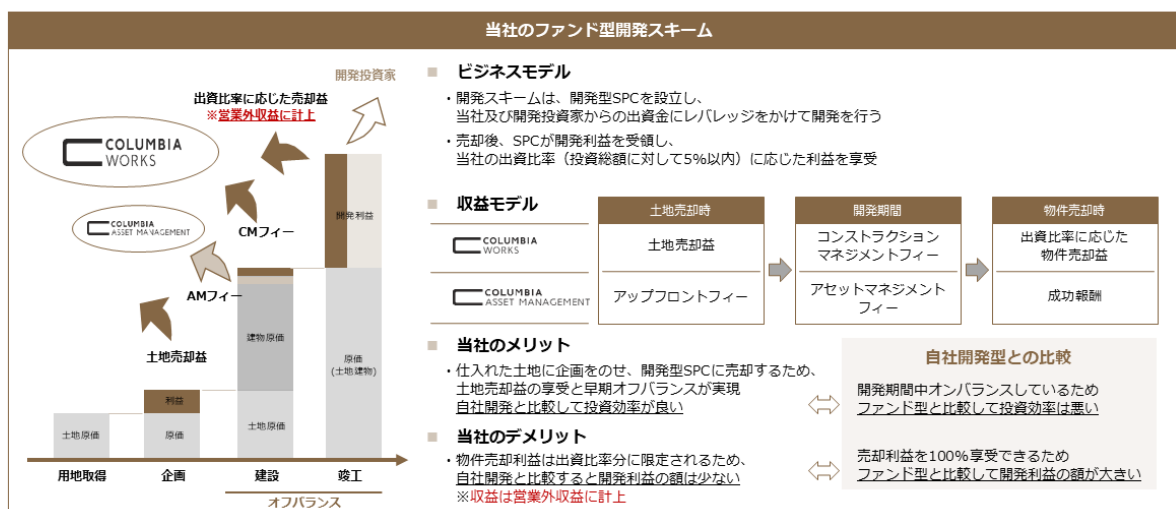 当社のファンド型開発スキーム
開発投資家
出資比率に応じた売却益
※営業外収益に計上
COLUMBIA
WORKS
COLUMBIA
ASSET MANAGEMENT
CMフィー
AMフィー
土地売却益
開発利益
建物原価
原価
(土地建物)
利益
土地原価
原価
土地原価
用地取得
企画
建設
竣工
オフバランス
■ ビジネスモデル
・開発スキームは、開発型SPCを設立し、
当社及び開発投資家からの出資金にレバレッジをかけて開発を行う
・売却後、SPCが開発利益を受領し、
当社の出資比率（投資総額に対して5%以内）に応じた利益を享受
■ 収益モデル
土地売却時
開発期間
物件売却時
COLUMBIA
WORKS
土地売却益
コンストラクション
マネジメントフィー
出資比率に応じた
物件売却益
COLUMBIA
ASSET MANAGEMENT
アップフロントフィー
アセットマネジメント
フィー
成功報酬
■ 当社のメリット
・仕入れた土地に企画をのせ、開発型SPCに売却するため、
土地売却益の享受と早期オフバランスが実現
自社開発と比較して投資効率が良い
■ 当社のデメリット
・物件売却利益は出資比率分に限定されるため、
自社開発と比較すると開発利益の額は少ない
※収益は営業外収益に計上
自社開発型との比較
開発期間中オンバランスしているため
ファンド型と比較して投資効率は悪い
売却利益を100%享受できるため
ファンド型と比較して開発利益の額が大きい